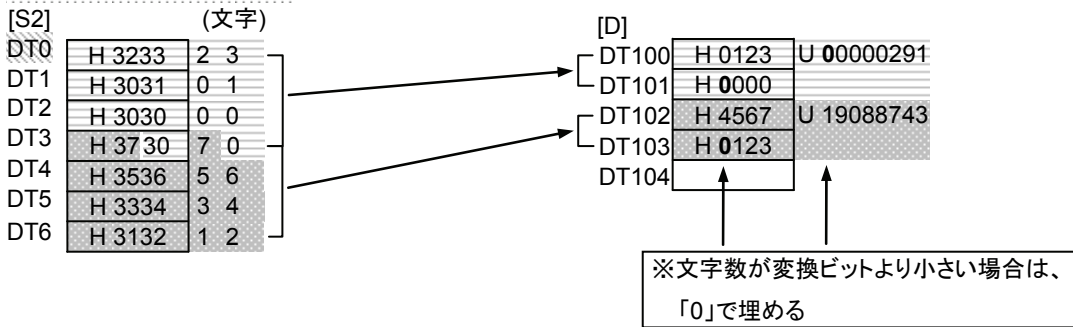 [S2] (文字)
DT0 H 3233 2 3
DT1 H 3031 0 1
DT2 H 3030 0 0
DT3 H 3730 7 0
DT4 H 3536 5 6
DT5 H 3334 3 4
DT6 H 3132 1 2
[D]
DT100 H 0123 U 00000291
DT101 H 0000
DT102 H 4567 U 19088743
DT103 H 0123
DT104
※文字数が変換ビットより小さい場合は、
「0」で埋める